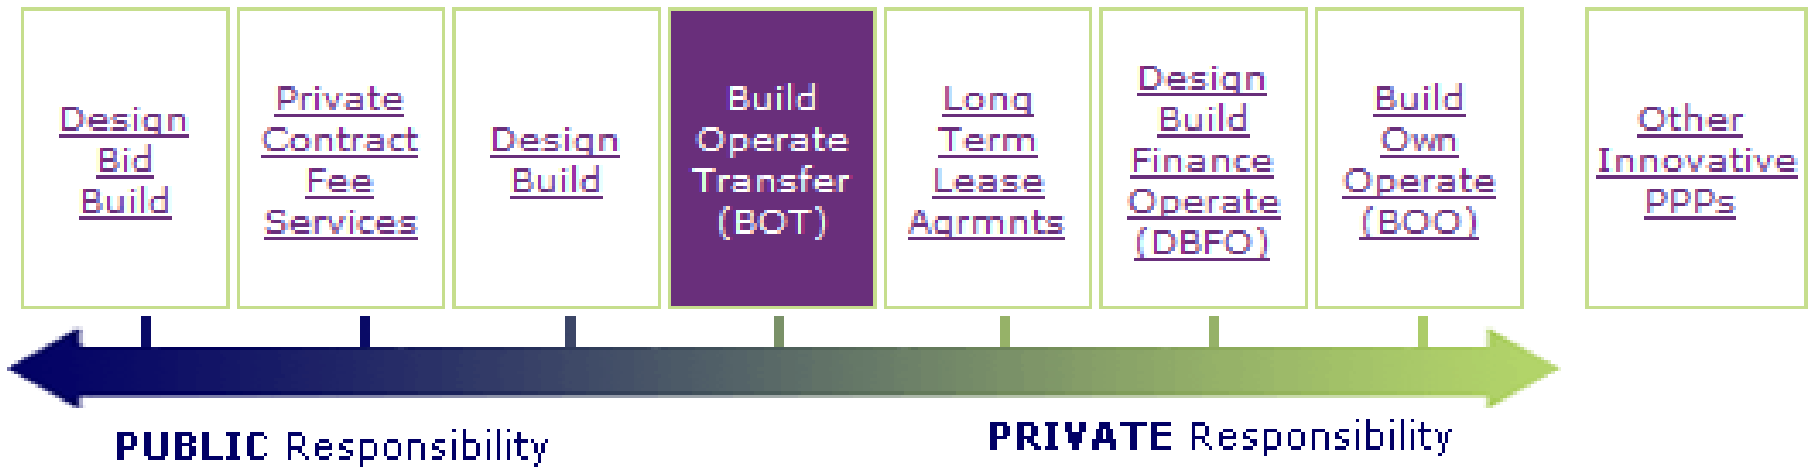 Design
Bid
Build
Private
Contract
Fee
Services
Design
Build
Build
Operate
Transfer
(BOT)
Long
Term
Lease
Agrmnts
Design
Build
Finance
Operate
(DBFO)
Build
Own
Operate
(BOO)
Other
Innovative
PPPs
PUBLIC Responsibility
PRIVATE Responsibility